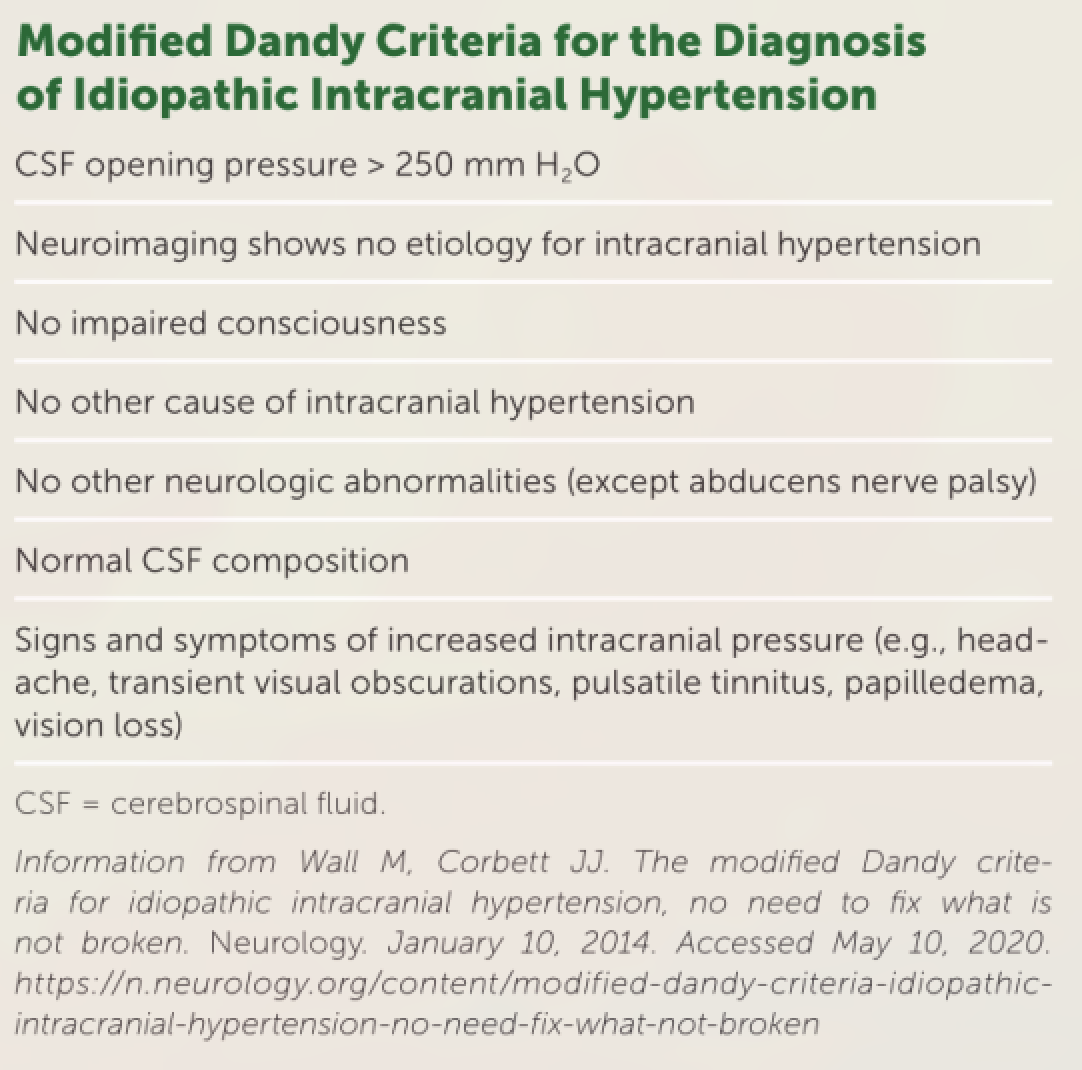 Modified Dandy Criteria for the Diagnosis
of Idiopathic Intracranial Hypertension
CSF opening pressure > 250 mm H₂O
Neuroimaging shows no etiology for intracranial hypertension
No impaired consciousness
No other cause of intracranial hypertension
No other neurologic abnormalities (except abducens nerve palsy)
Normal CSF composition
Signs and symptoms of increased intracranial pressure (e.g., head-
ache, transient visual obscurations, pulsatile tinnitus, papilledema,
vision loss)
CSF = cerebrospinal fluid.
Information from Wall M, Corbett JJ. The modified Dandy crite-
ria for idiopathic intracranial hypertension, no need to fix what is
not broken. Neurology. January 10, 2014. Accessed May 10, 2020.
https://n.neurology.org/content/modified-dandy-criteria-idiopathic-
intracranial-hypertension-no-need-fix-what-not-broken